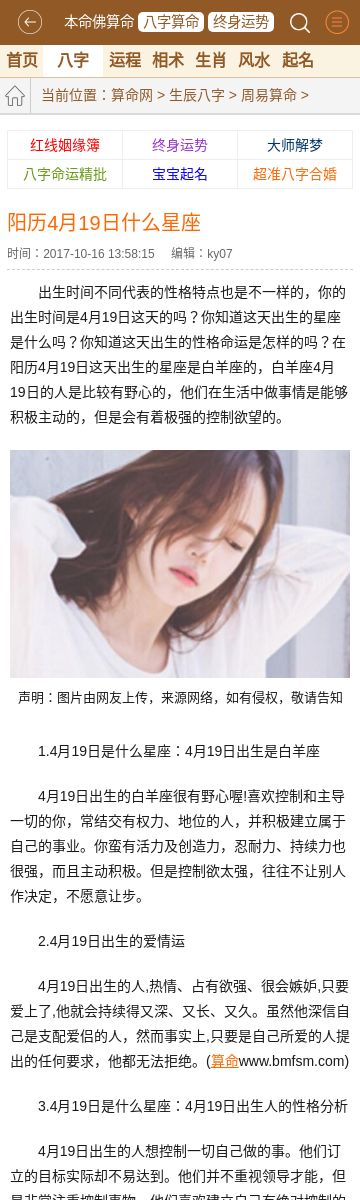 本命佛算命 八字算命 终身运势
首页 八字 运程 相术 生肖 风水 起名
当前位置：算命网 > 生辰八字 > 周易算命 >
红线姻缘簿 终身运势 大师解梦
八字命运精批 宝宝起名 超准八字合婚
阳历4月19日什么星座
时间：2017-10-16 13:58:15 编辑：ky07
出生时间不同代表的性格特点也是不一样的，你的
出生时间是4月19日这天的吗？你知道这天出生的星座
是什么吗？你知道这天出生的性格命运是怎样的吗？在
阳历4月19日这天出生的星座是白羊座的，白羊座4月
19日的人是比较有野心的，他们在生活中做事情是能够
积极主动的，但是会有着极强的控制欲望的。
声明：图片由网友上传，来源网络，如有侵权，敬请告知
1.4月19日是什么星座：4月19日出生是白羊座
4月19日出生的白羊座很有野心喔!喜欢控制和主导
一切的你，常结交有权力、地位的人，并积极建立属于
自己的事业。你蛮有活力及创造力，忍耐力、持续力也
很强，而且主动积极。但是控制欲太强，往往不让别人
作决定，不愿意让步。
2.4月19日出生的爱情运
4月19日出生的人,热情、占有欲强、很会嫉妒,只要
爱上了,他就会持续得又深、又长、又久。虽然他深信自
己是支配爱侣的人，然而事实上,只要是自己所爱的人提
出的任何要求，他都无法拒绝。(算命www.bmfsm.com)
3.4月19日是什么星座：4月19日出生人的性格分析
4月19日出生的人想控制一切自己做的事。他们订
立的目标实际却不易达到。他们并不重视领导才能，但
是非常注重控制事物。他们喜欢建立自己有绝对控制的